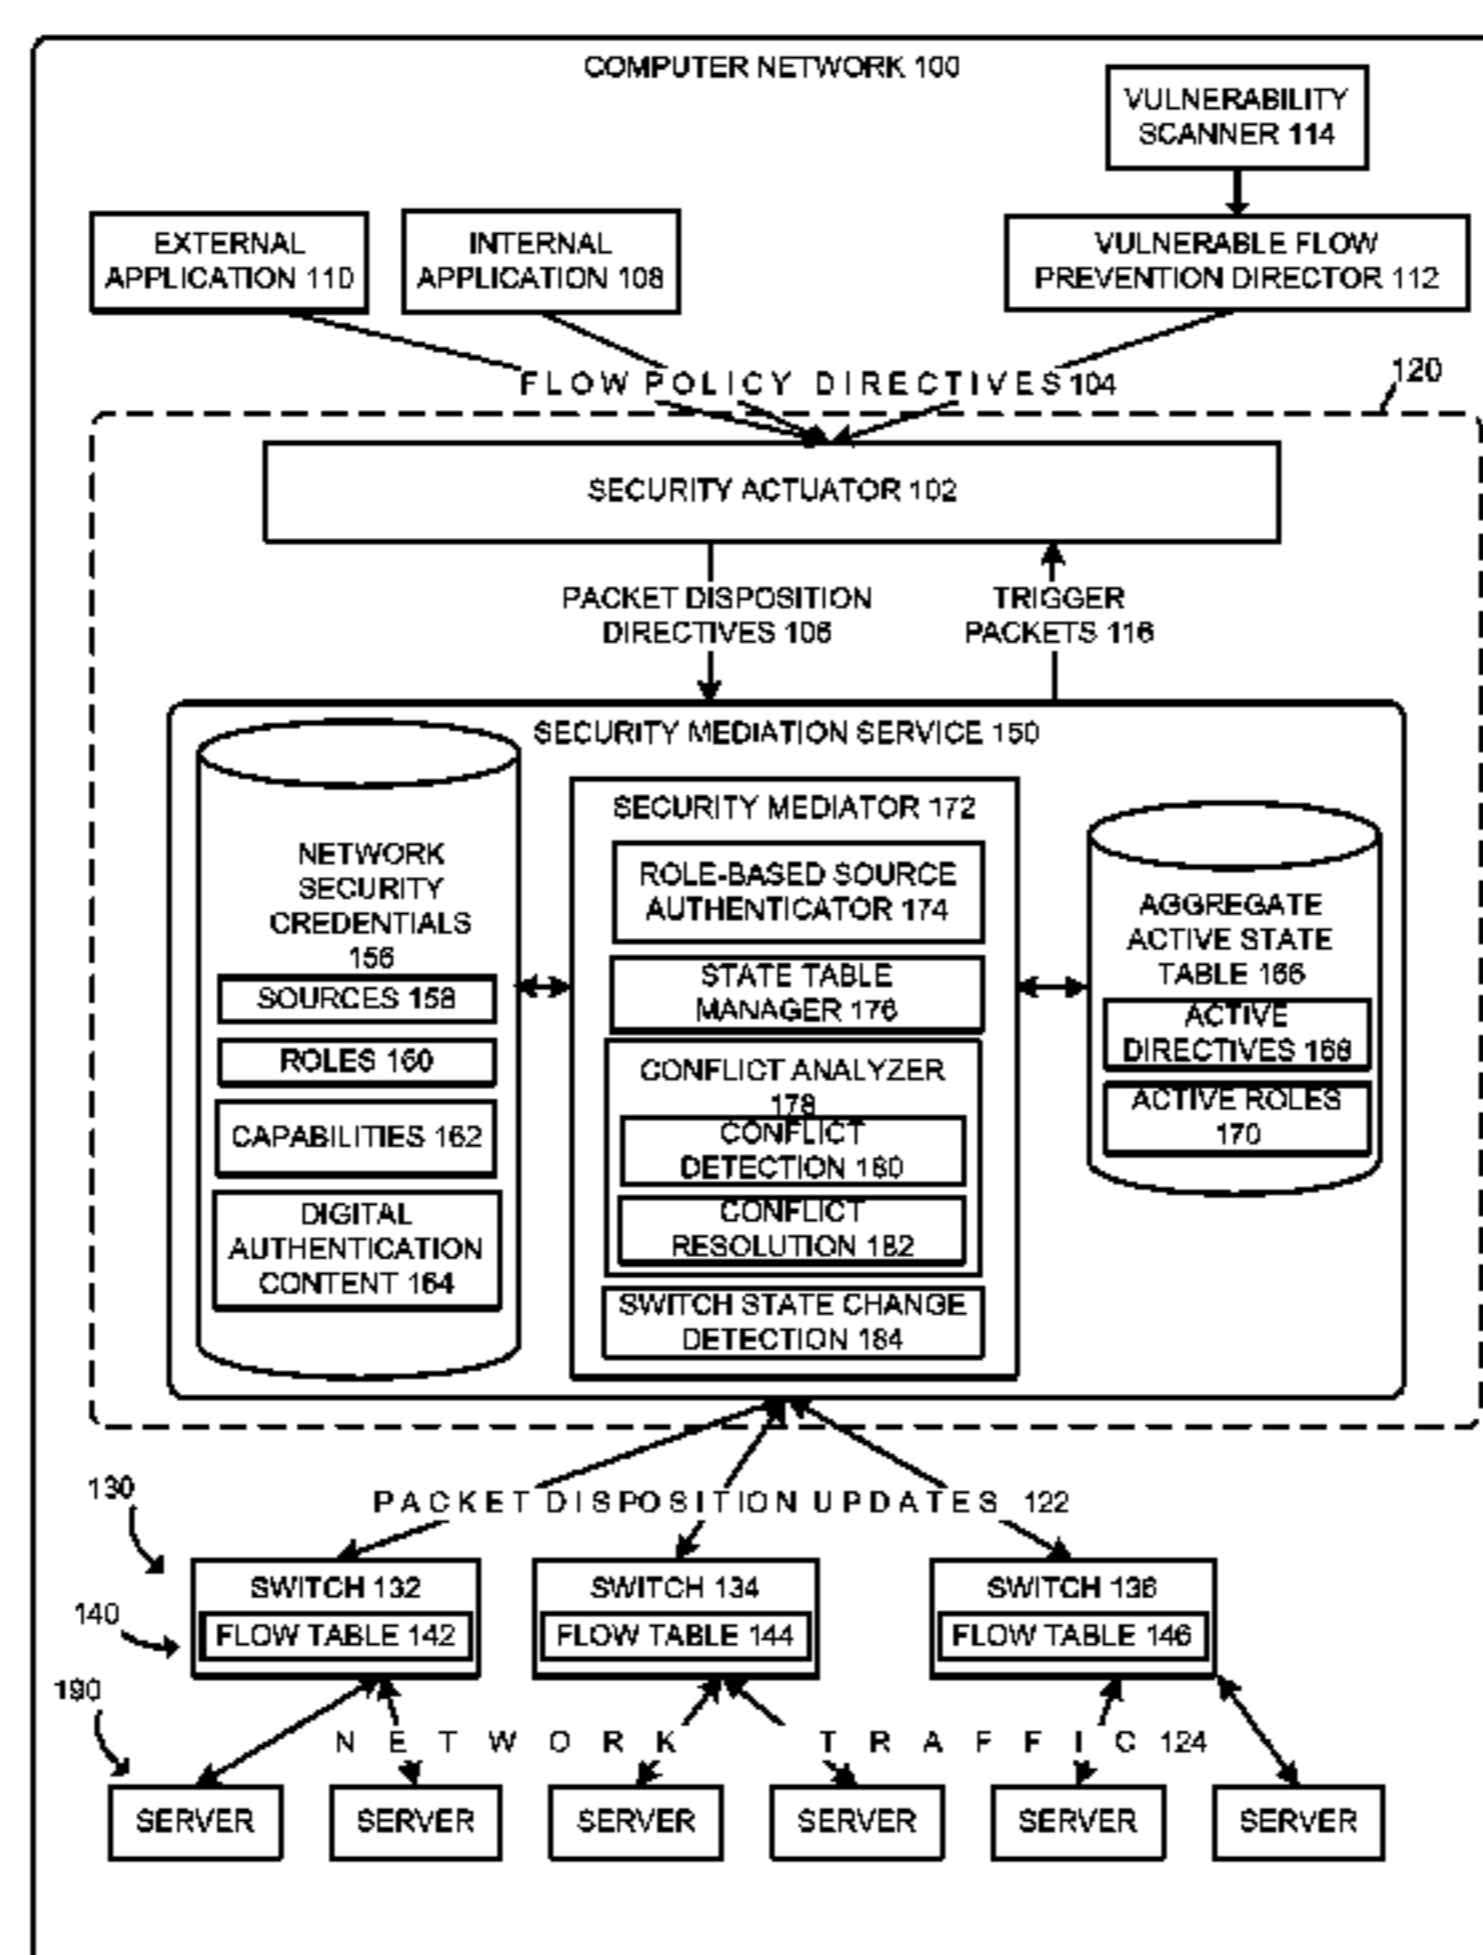 COMPUTER NETWORK 100
VULNERABILITY
SCANNER 114
EXTERNAL
APPLICATION 110
INTERNAL
APPLICATION 108
VULNERABLE FLOW
PREVENTION DIRECTOR 112
FLOW POLICY DIRECTIVES 104
120
SECURITY ACTUATOR 102
PACKET DISPOSITION
DIRECTIVES 106
TRIGGER
PACKETS 116
SECURITY MEDIATION SERVICE 150
NETWORK
SECURITY
CREDENTIALS
156
SOURCES 158
ROLES 160
CAPABILITIES 162
DIGITAL
AUTHENTICATION
CONTENT 164
SECURITY MEDIATOR 172
ROLE-BASED SOURCE
AUTHENTICATOR 174
STATE TABLE
MANAGER 176
CONFLICT ANALYZER
178
CONFLICT
DETECTION 180
CONFLICT
RESOLUTION 182
SWITCH STATE CHANGE
DETECTION 184
AGGREGATE
ACTIVE STATE
TABLE 166
ACTIVE
DIRECTIVES 168
ACTIVE ROLES
170
PACKET DISPOSITION UPDATES 122
130
SWITCH 132
FLOW TABLE 142
SWITCH 134
FLOW TABLE 144
SWITCH 136
FLOW TABLE 146
140
190
NETWORK TRAFFIC 124
SERVER
SERVER
SERVER
SERVER
SERVER
SERVER